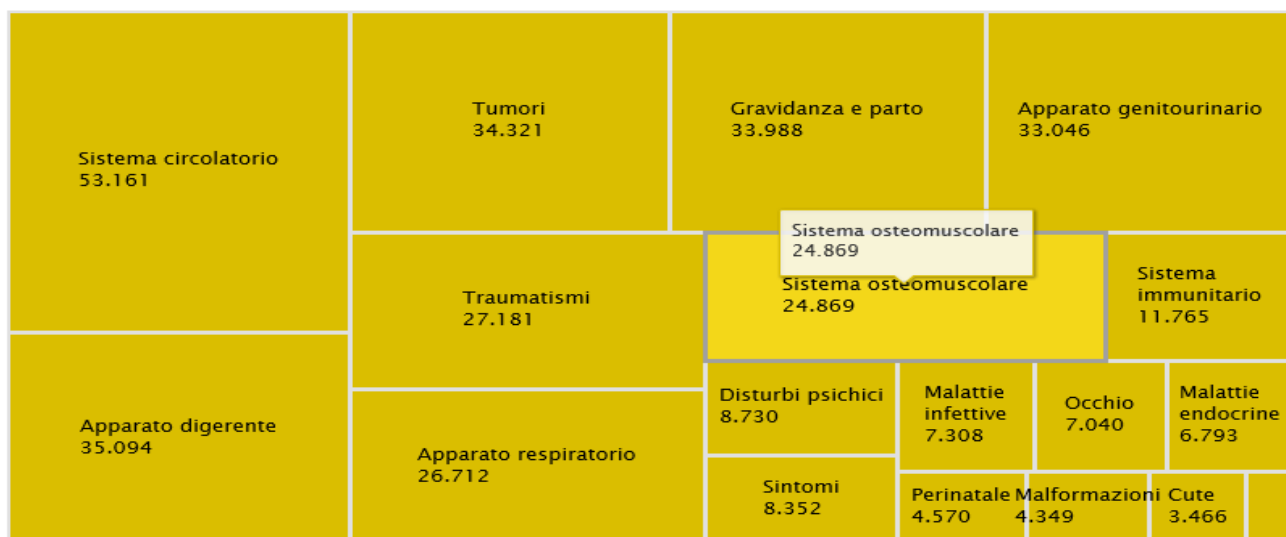 Sistema circolatorio
53.161
Tumori
34.321
Gravidanza e parto
33.988
Apparato genitourinario
33.046
Sistema osteomuscolare
24.869
Sistema osteomuscolare
24.869
Traumatismi
27.181
Sistema
immunitario
11.765
Apparato digerente
35.094
Apparato respiratorio
26.712
Disturbi psichici
8.730
Malattie
infettive
7.308
Occhio
7.040
Malattie
endocrine
6.793
Sintomi
8.352
Perinatale
4.570
Malformazioni
4.349
Cute
3.466